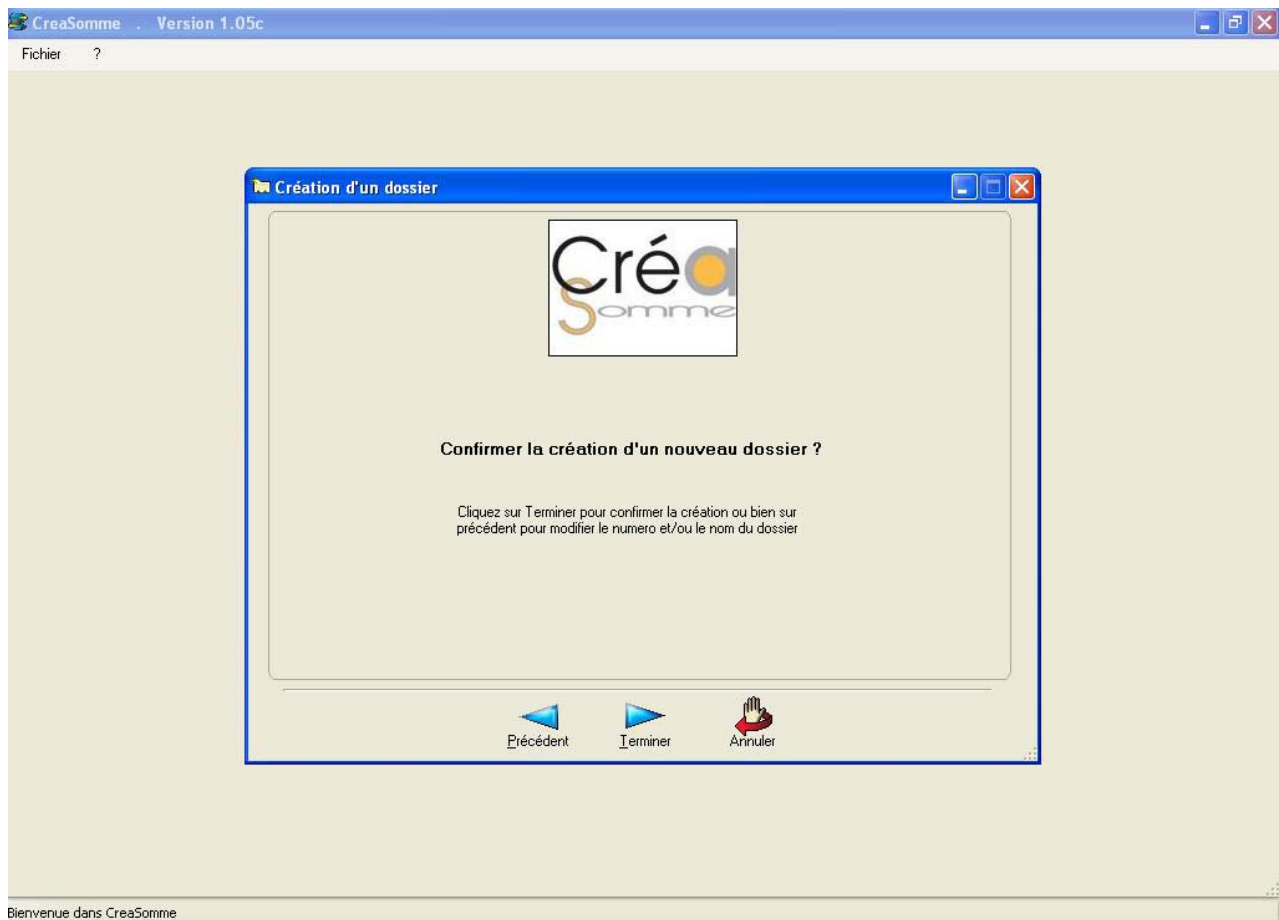 CreaSomme . Version 1.05c
Fichier ?
Création d'un dossier
Créa
Somme
Confirmer la création d'un nouveau dossier ?
Cliquez sur Terminer pour confirmer la création ou bien sur
précédent pour modifier le numero et/ou le nom du dossier
Précédent Terminer Annuler
Bienvenue dans CreaSomme